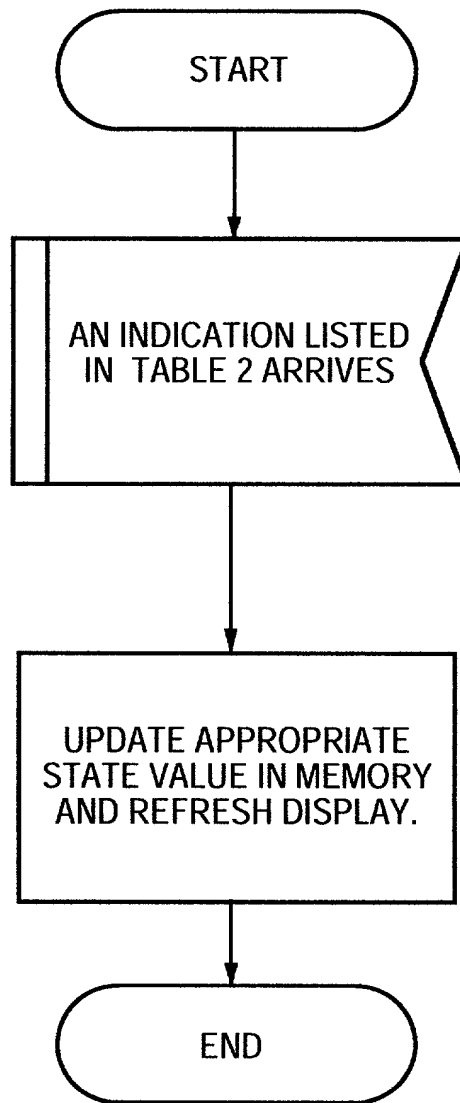 START
AN INDICATION LISTED
IN TABLE 2 ARRIVES
UPDATE APPROPRIATE
STATE VALUE IN MEMORY
AND REFRESH DISPLAY.
END